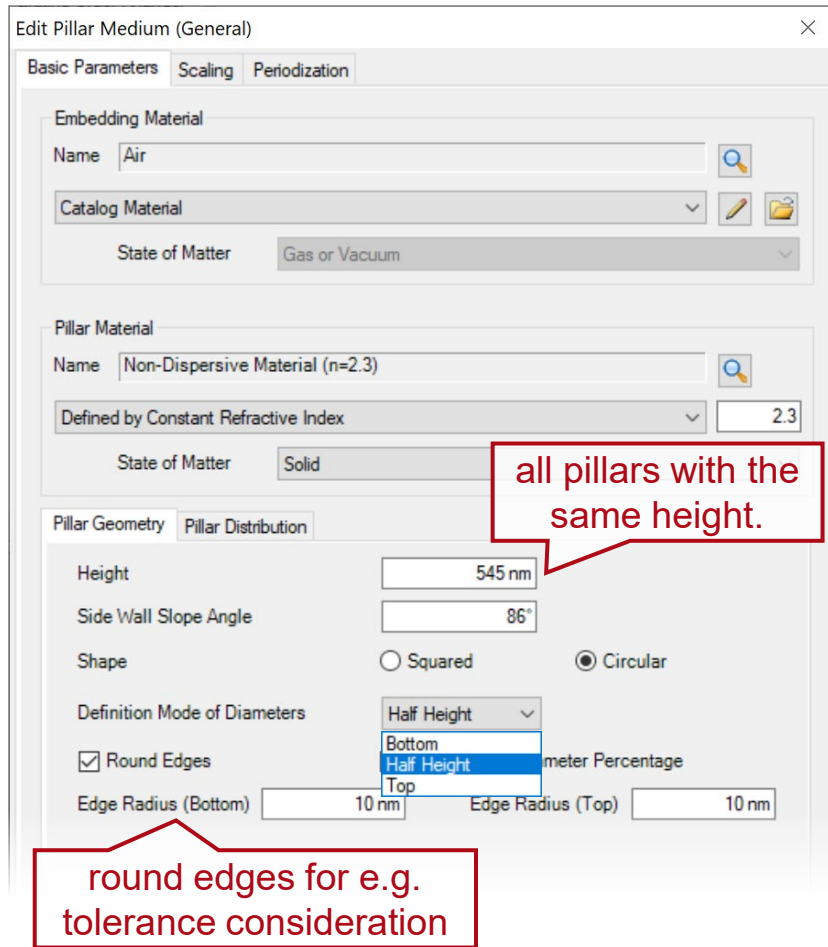 Edit Pillar Medium (General)
Basic Parameters Scaling Periodization
Embedding Material
Name Air
Catalog Material
State of Matter Gas or Vacuum
Pillar Material
Name Non-Dispersive Material (n=2.3)
Defined by Constant Refractive Index 2.3
State of Matter Solid
all pillars with the
same height.
Pillar Geometry Pillar Distribution
Height 545 nm
Side Wall Slope Angle 86°
Shape Squared Circular
Definition Mode of Diameters Half Height
Bottom
Round Edges Half Height Percentage
Top
Edge Radius (Bottom) 10 nm Edge Radius (Top) 10 nm
round edges for e.g.
tolerance consideration